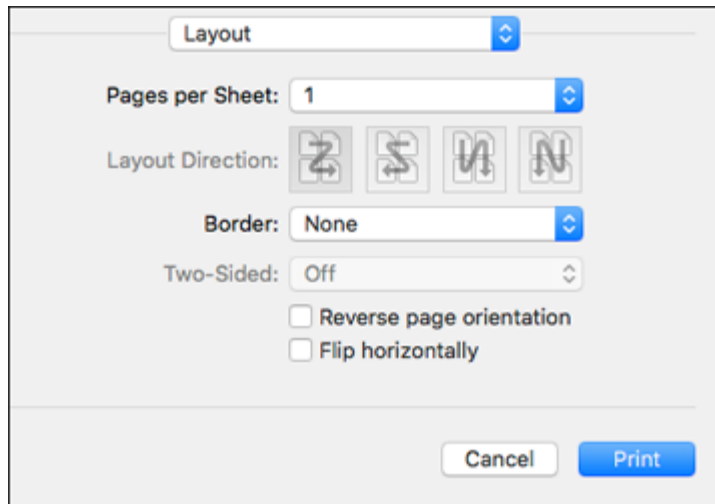 Layout
Pages per Sheet: 1
Layout Direction:
Border: None
Two-Sided: Off
Reverse page orientation
Flip horizontally
Cancel Print